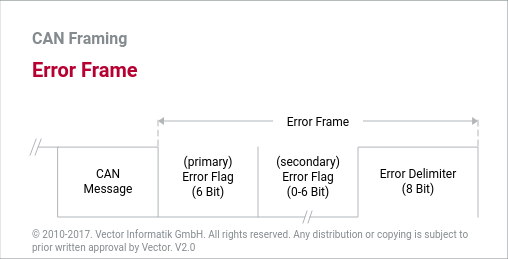 CAN Framing
Error Frame
Error Frame
CAN
Message
(primary)
Error Flag
(6 Bit)
(secondary)
Error Flag
(0-6 Bit)
Error Delimiter
(8 Bit)
© 2010-2017. Vector Informatik GmbH. All rights reserved. Any distribution or copying is subject to
prior written approval by Vector. V2.0